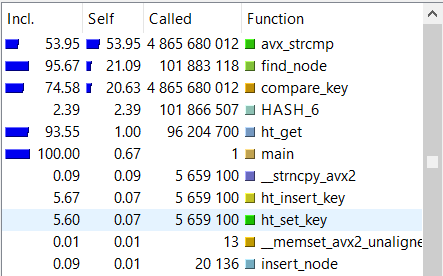 Incl. Self Called Function
53.95 53.95 4 865 680 012 avx_strcmp
95.67 21.09 101 883 118 find_node
74.58 20.63 4 865 680 012 compare_key
2.39 2.39 101 866 507 HASH_6
93.55 1.00 96 204 700 ht_get
100.00 0.67 1 main
0.09 0.09 5 659 100 __strncpy_avx2
5.67 0.07 5 659 100 ht_insert_key
5.60 0.07 5 659 100 ht_set_key
0.01 0.01 13 __memset_avx2_unaligne
0.09 0.01 20 136 insert_node